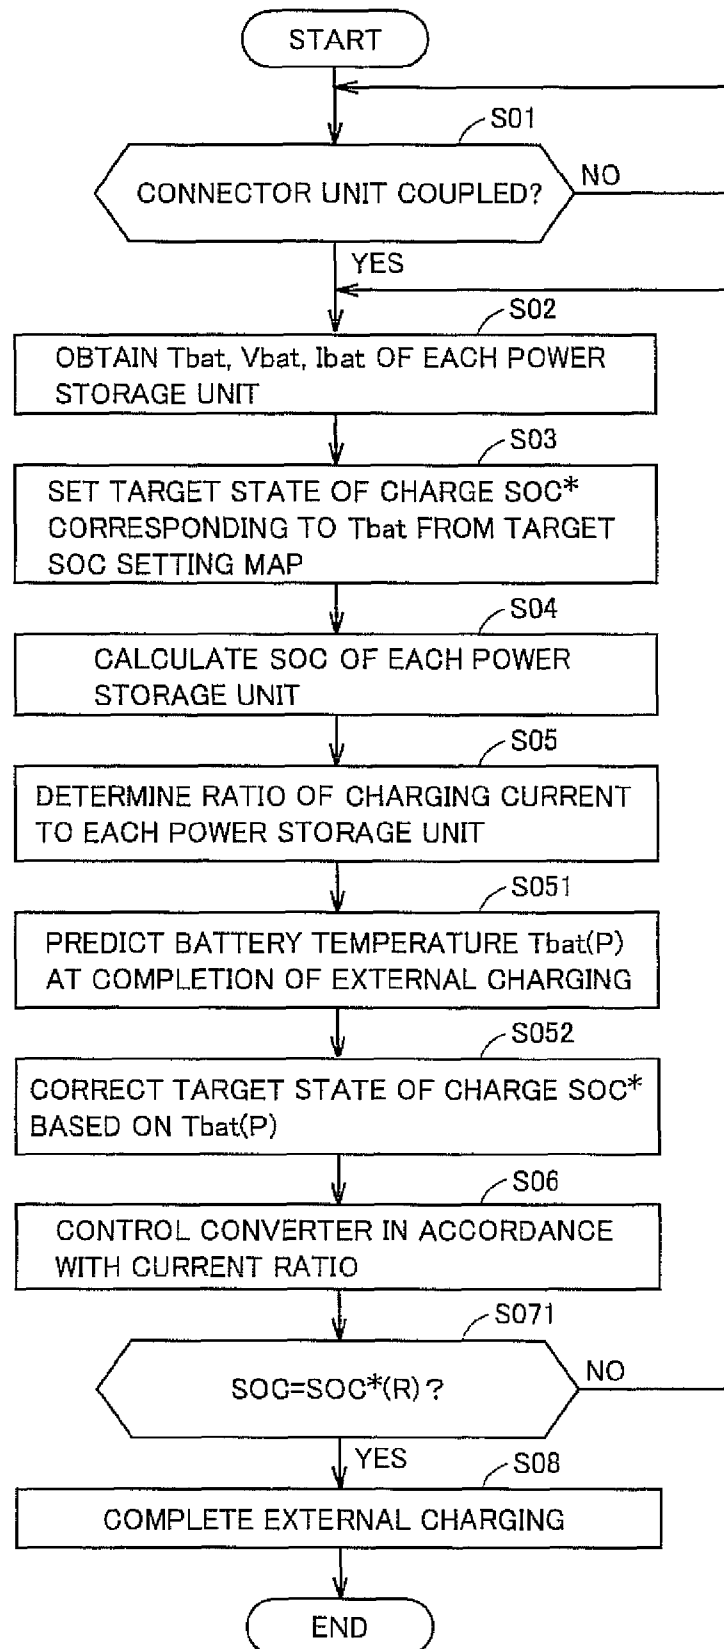 START
S01
CONNECTOR UNIT COUPLED?
NO
YES
S02
OBTAIN Tbat, Vbat, Ibat OF EACH POWER
STORAGE UNIT
S03
SET TARGET STATE OF CHARGE SOC*
CORRESPONDING TO Tbat FROM TARGET
SOC SETTING MAP
S04
CALCULATE SOC OF EACH POWER
STORAGE UNIT
S05
DETERMINE RATIO OF CHARGING CURRENT
TO EACH POWER STORAGE UNIT
S051
PREDICT BATTERY TEMPERATURE Tbat(P)
AT COMPLETION OF EXTERNAL CHARGING
S052
CORRECT TARGET STATE OF CHARGE SOC*
BASED ON Tbat(P)
S06
CONTROL CONVERTER IN ACCORDANCE
WITH CURRENT RATIO
S071
SOC=SOC*(R)?
NO
YES
S08
COMPLETE EXTERNAL CHARGING
END